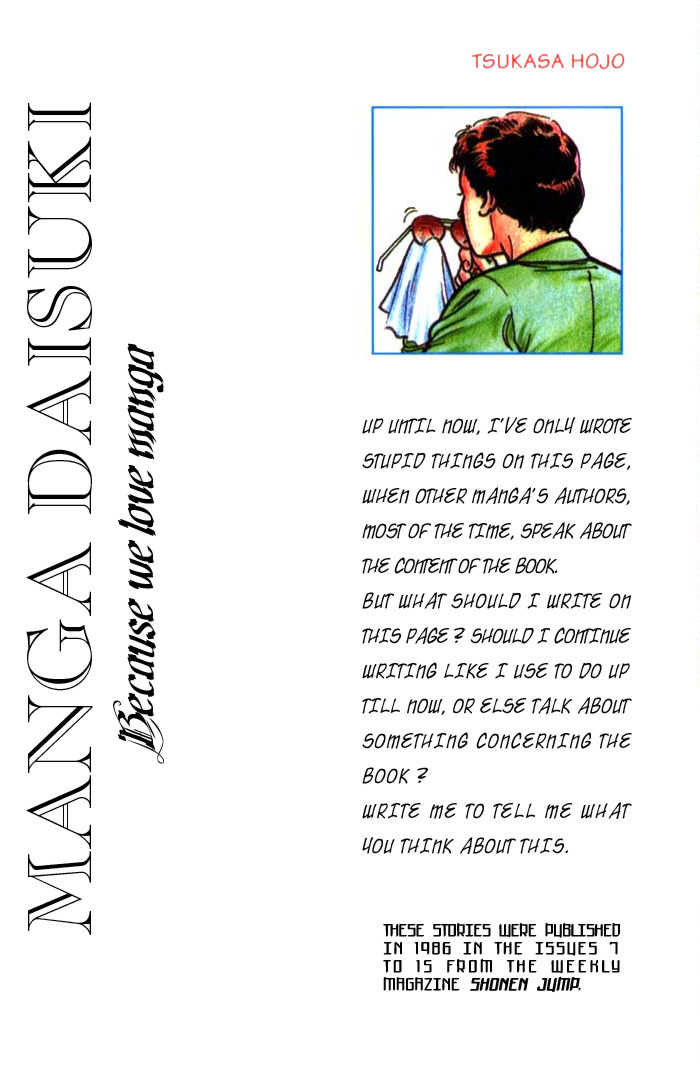 TSUKASA HOJO
MANGA DAISUKI
Because we love manga
UP UNTIL NOW, I'VE ONLY WROTE
STUPID THINGS ON THIS PAGE,
WHEN OTHER MANGA'S AUTHORS,
MOST OF THE TIME, SPEAK ABOUT
THE CONTENT OF THE BOOK.
BUT WHAT SHOULD I WRITE ON
THIS PAGE ? SHOULD I CONTINUE
WRITING LIKE I USE TO DO UP
TILL NOW, OR ELSE TALK ABOUT
SOMETHING CONCERNING THE
BOOK ?
WRITE ME TO TELL ME WHAT
YOU THINK ABOUT THIS.
THESE STORIES WERE PUBLISHED
IN 1986 IN THE ISSUES 7
TO 15 FROM THE WEEKLY
MAGAZINE SHONEN JUMP.